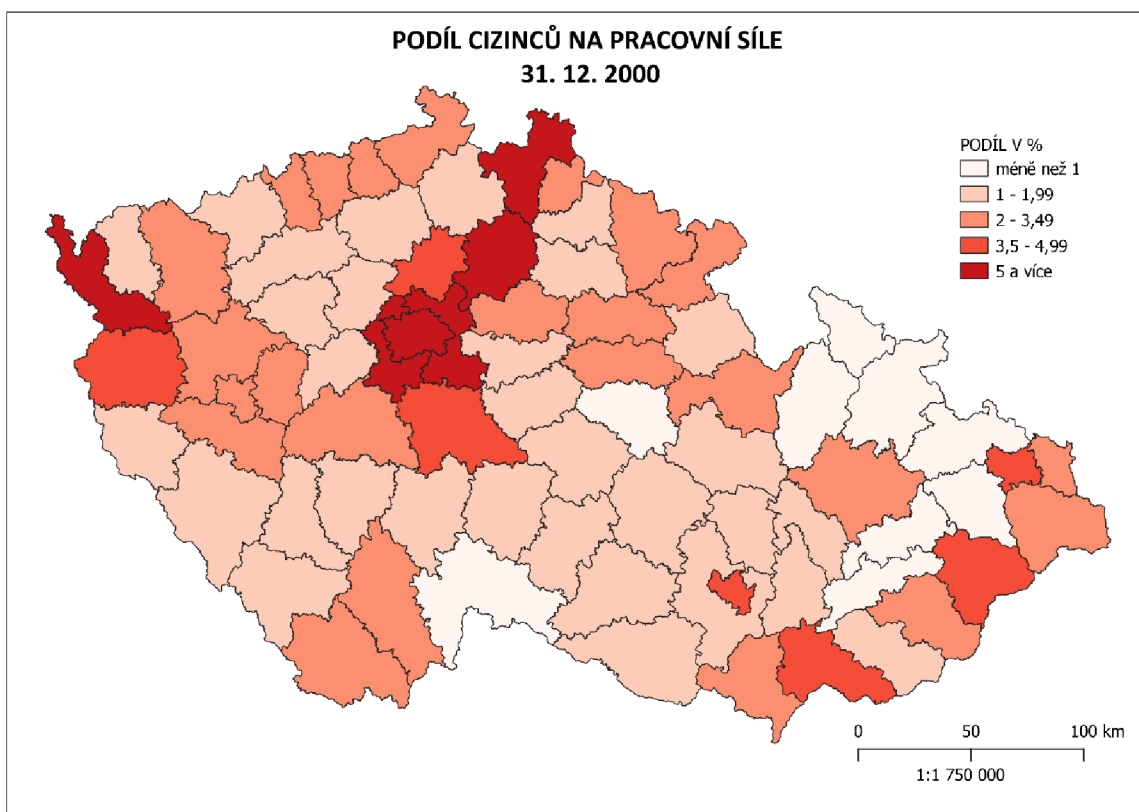 PODÍL CIZINCŮ NA PRACOVNÍ SÍLE
31. 12. 2000
PODÍL V %
méně než 1
1 - 1,99
2 - 3,49
3,5 - 4,99
5 a více
0 50 100 km
1:1 750 000